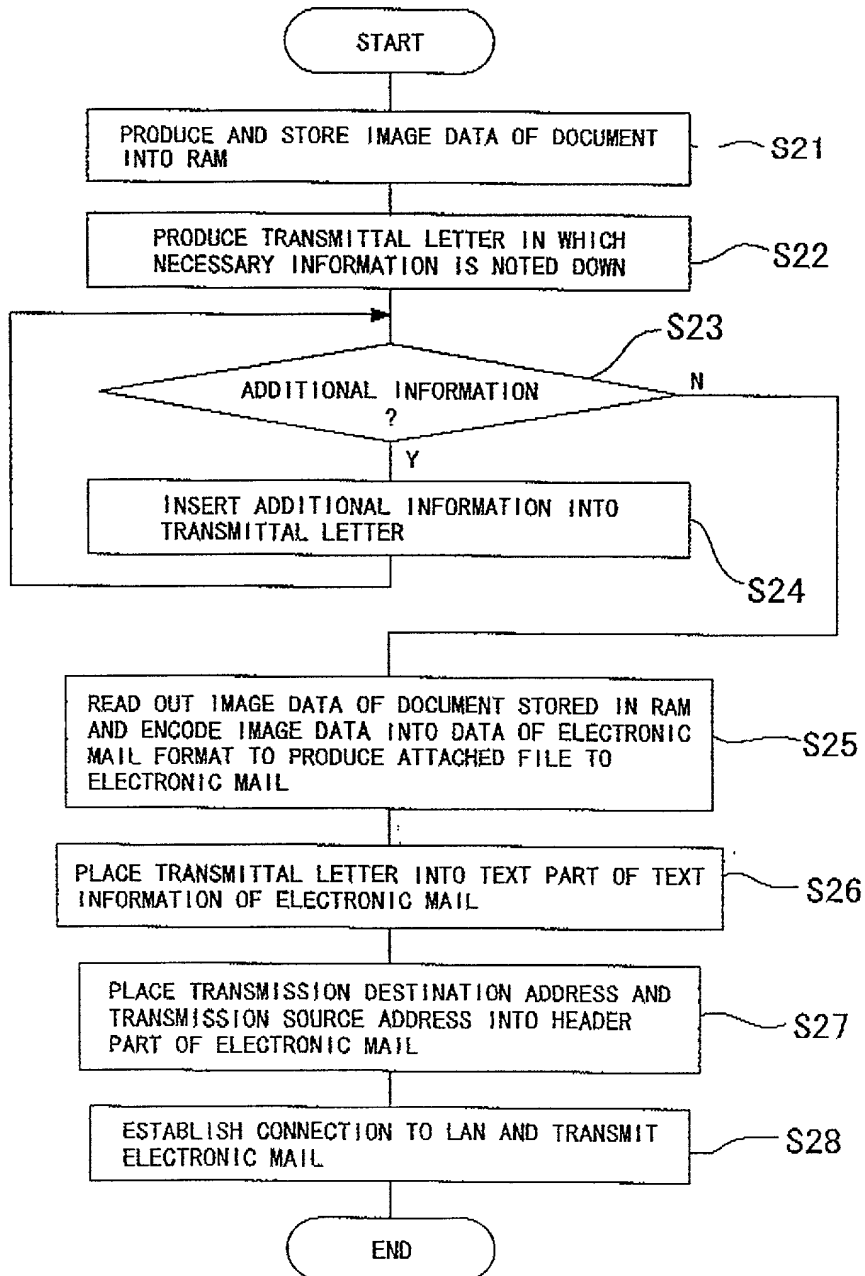 START
PRODUCE AND STORE IMAGE DATA OF DOCUMENT
INTO RAM
S21
PRODUCE TRANSMITTAL LETTER IN WHICH
NECESSARY INFORMATION IS NOTED DOWN
S22
S23
ADDITIONAL INFORMATION
?
N
Y
INSERT ADDITIONAL INFORMATION INTO
TRANSMITTAL LETTER
S24
READ OUT IMAGE DATA OF DOCUMENT STORED IN RAM
AND ENCODE IMAGE DATA INTO DATA OF ELECTRONIC
MAIL FORMAT TO PRODUCE ATTACHED FILE TO
ELECTRONIC MAIL
S25
PLACE TRANSMITTAL LETTER INTO TEXT PART OF TEXT
INFORMATION OF ELECTRONIC MAIL
S26
PLACE TRANSMISSION DESTINATION ADDRESS AND
TRANSMISSION SOURCE ADDRESS INTO HEADER
PART OF ELECTRONIC MAIL
S27
ESTABLISH CONNECTION TO LAN AND TRANSMIT
ELECTRONIC MAIL
S28
END